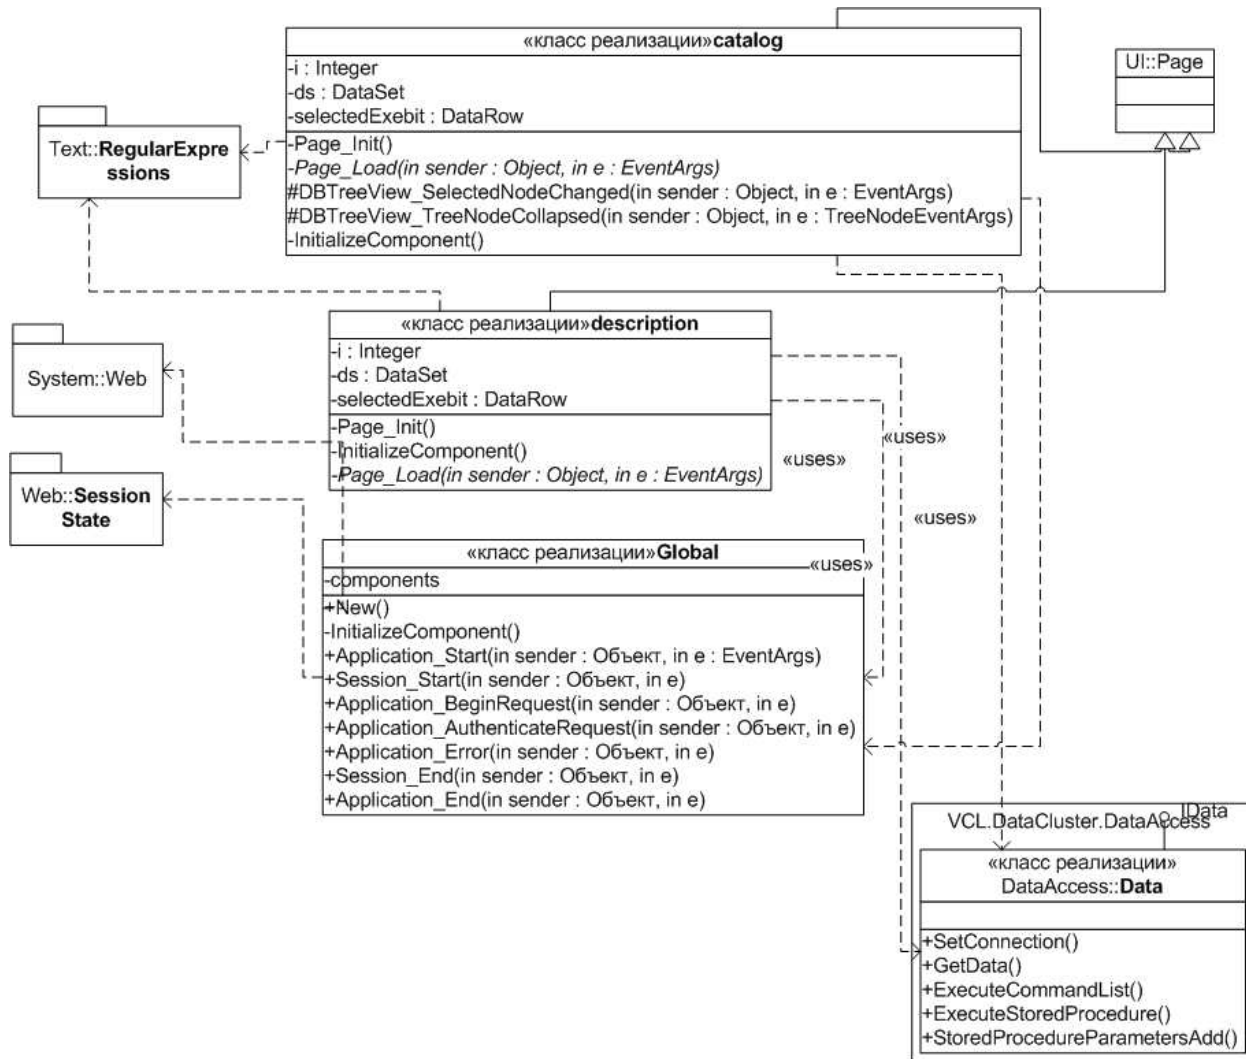 «класс реализации»catalog
-i : Integer
-ds : DataSet
-selectedExebit : DataRow
-Page_Init()
-Page_Load(in sender : Object, in e : EventArgs)
#DBTreeView_SelectedNodeChanged(in sender : Object, in e : EventArgs)
#DBTreeView_TreeNodeCollapsed(in sender : Object, in e : TreeNodeEventArgs)
-InitializeComponent()
UI::Page
Text::RegularExpre
ssions
«класс реализации»description
-i : Integer
-ds : DataSet
-selectedExebit : DataRow
-Page_Init()
-InitializeComponent()
-Page_Load(in sender : Object, in e : EventArgs)
System::Web
Web::Session
State
«uses»
«uses»
«uses»
«uses»
«класс реализации»Global
-components
+New()
-InitializeComponent()
+Application_Start(in sender : Объект, in e : EventArgs)
+Session_Start(in sender : Объект, in e)
+Application_BeginRequest(in sender : Объект, in e)
+Application_AuthenticateRequest(in sender : Объект, in e)
+Application_Error(in sender : Объект, in e)
+Session_End(in sender : Объект, in e)
+Application_End(in sender : Объект, in e)
IData
VCL.DataCluster.DataAccess
«класс реализации»
DataAccess::Data
+SetConnection()
+GetData()
+ExecuteCommandList()
+ExecuteStoredProcedure()
+StoredProcedureParametersAdd()